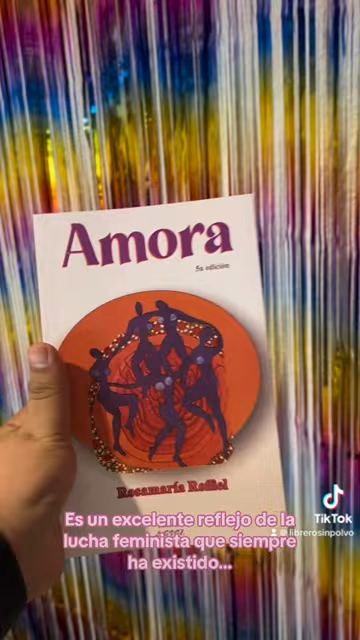 Amora
5a edición
Rosamaría Roffiel
Es un excelente reflejo de la
lucha feminista que siempre
ha existido...
TikTok
@librerosinpolvo